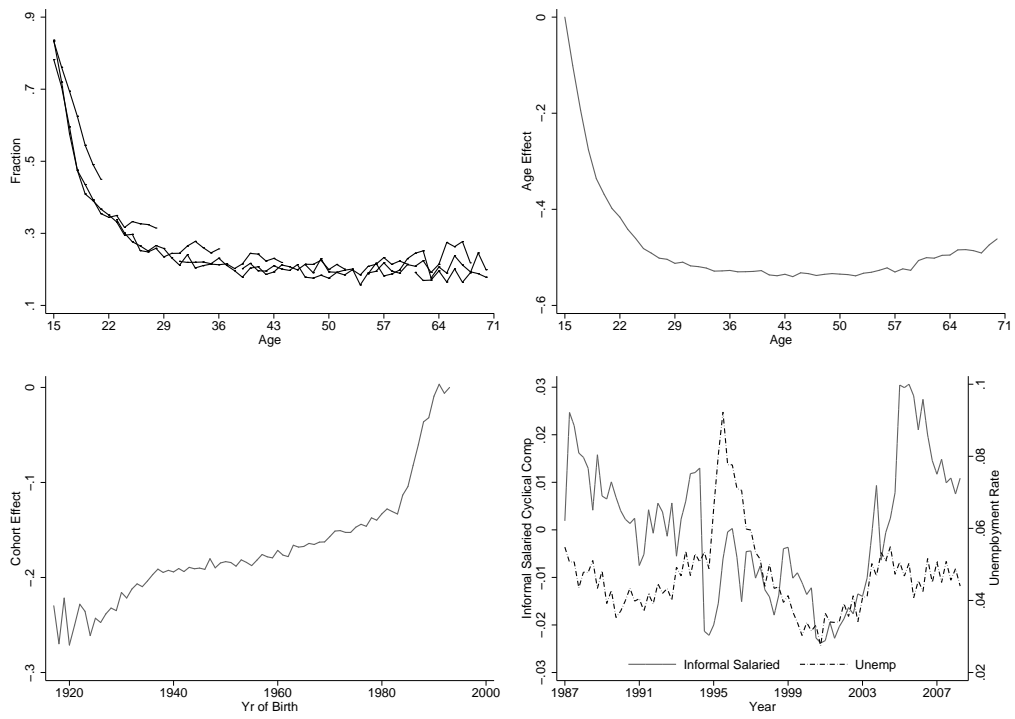 .9
.7
.5
.3
.1
Fraction
15 22 29 36 43 50 57 64 71
Age
0
-.2
-.4
-.6
Age Effect
15 22 29 36 43 50 57 64 71
Age
0
-.1
-.2
-.3
Cohort Effect
1920 1940 1960 1980 2000
Yr of Birth
.03
.02
.01
0
-.01
-.02
-.03
Informal Salaried Cyclical Comp
.1
.08
.06
.04
.02
Unemployment Rate
Informal Salaried Unemp
1987 1991 1995 1999 2003 2007
Year